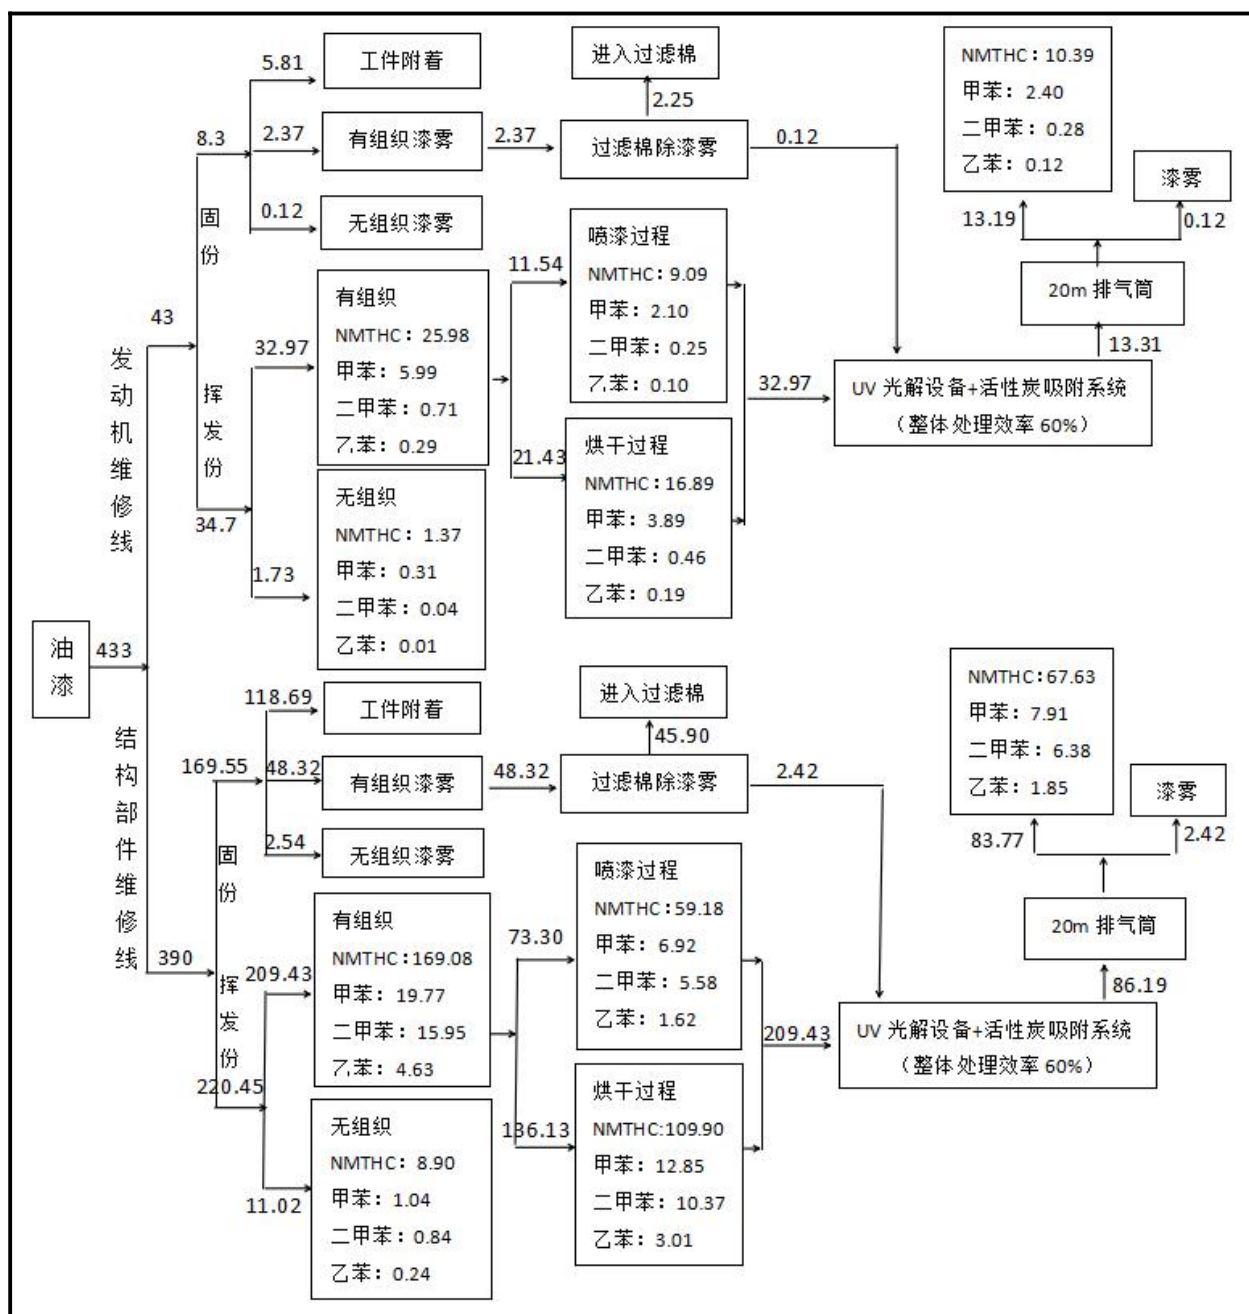 油漆
433
发动机维修线
43
固份
8.3
5.81
工件附着
2.37
有组织漆雾
2.37
过滤棉除漆雾
2.25
进入过滤棉
0.12
0.12
无组织漆雾
挥发份
34.7
32.97
有组织
NMTHC：25.98
甲苯：5.99
二甲苯：0.71
乙苯：0.29
1.73
无组织
NMTHC：1.37
甲苯：0.31
二甲苯：0.04
乙苯：0.01
11.54
喷漆过程
NMTHC：9.09
甲苯：2.10
二甲苯：0.25
乙苯：0.10
21.43
烘干过程
NMTHC：16.89
甲苯：3.89
二甲苯：0.46
乙苯：0.19
32.97
UV 光解设备+活性炭吸附系统
（整体处理效率 60%）
13.31
20m 排气筒
13.19
NMTHC：10.39
甲苯：2.40
二甲苯：0.28
乙苯：0.12
0.12
漆雾
结构部件维修线
390
固份
169.55
118.69
工件附着
48.32
有组织漆雾
48.32
过滤棉除漆雾
45.90
进入过滤棉
2.42
2.54
无组织漆雾
挥发份
220.45
209.43
有组织
NMTHC：169.08
甲苯：19.77
二甲苯：15.95
乙苯：4.63
11.02
无组织
NMTHC：8.90
甲苯：1.04
二甲苯：0.84
乙苯：0.24
73.30
喷漆过程
NMTHC：59.18
甲苯：6.92
二甲苯：5.58
乙苯：1.62
136.13
烘干过程
NMTHC:109.90
甲苯：12.85
二甲苯：10.37
乙苯：3.01
209.43
UV 光解设备+活性炭吸附系统
（整体处理效率 60%）
86.19
20m 排气筒
83.77
NMTHC：67.63
甲苯：7.91
二甲苯：6.38
乙苯：1.85
2.42
漆雾